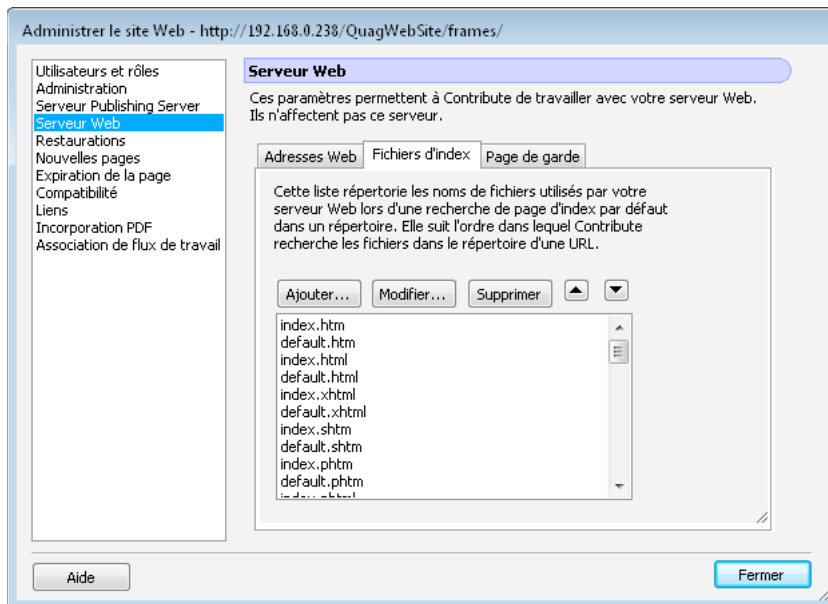 Administrer le site Web - http://192.168.0.238/QuagWebSite/frames/
Utilisateurs et rôles
Administration
Serveur Publishing Server
Serveur Web
Restaurations
Nouvelles pages
Expiration de la page
Compatibilité
Liens
Incorporation PDF
Association de flux de travail
Serveur Web
Ces paramètres permettent à Contribute de travailler avec votre serveur Web.
Ils n'affectent pas ce serveur.
Adresses Web Fichiers d'index Page de garde
Cette liste répertorie les noms de fichiers utilisés par votre
serveur Web lors d'une recherche de page d'index par défaut
dans un répertoire. Elle suit l'ordre dans lequel Contribute
recherche les fichiers dans le répertoire d'une URL.
Ajouter... Modifier... Supprimer
index.htm
default.htm
index.html
default.html
index.xhtml
default.xhtml
index.shtm
default.shtm
index.phtm
default.phtm
Aide
Fermer